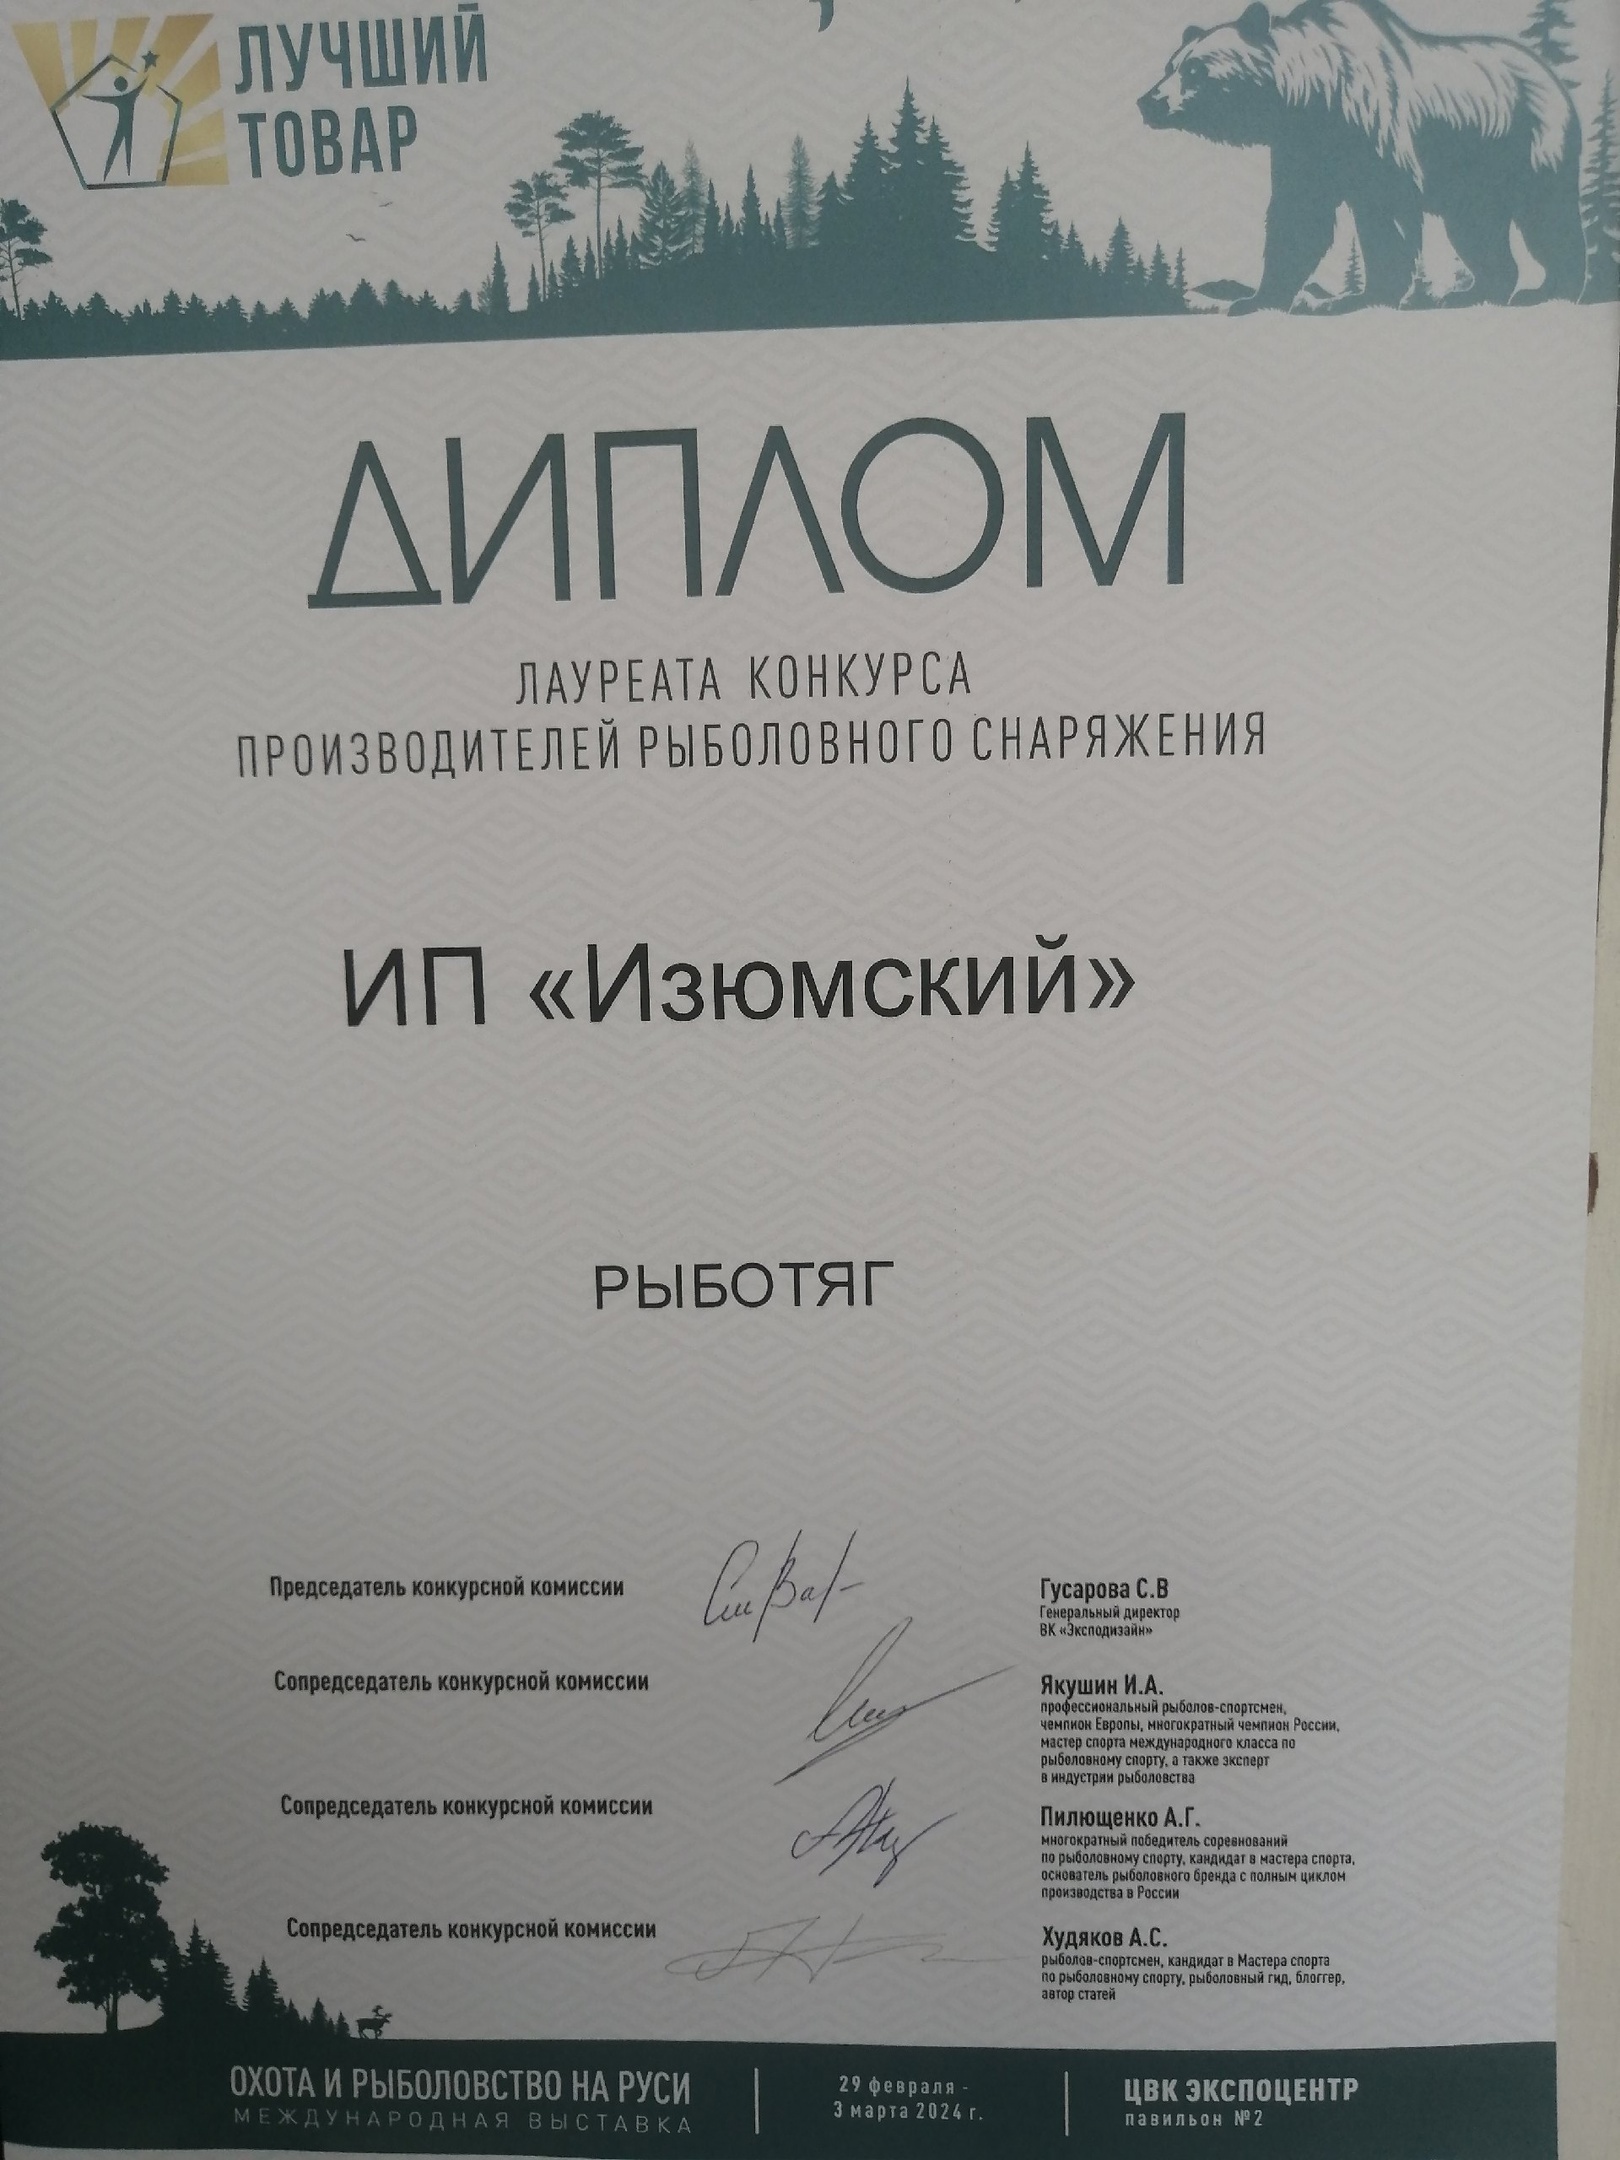 ЛУЧШИЙ
ТОВАР
ДИПЛОМ
ЛАУРЕАТА КОНКУРСА
ПРОИЗВОДИТЕЛЕЙ РЫБОЛОВНОГО СНАРЯЖЕНИЯ
ИП «Изюмский»
РЫБОТЯГ
Председатель конкурсной комиссии
Гусарова С.В
Генеральный директор
ВК «Эксподизайн»
Сопредседатель конкурсной комиссии
Якушин И.А.
профессиональный рыболов-спортсмен,
чемпион Европы, многократный чемпион России,
мастер спорта международного класса по
рыболовному спорту, а также эксперт
в индустрии рыболовства
Сопредседатель конкурсной комиссии
Пилющенко А.Г.
многократный победитель соревнований
по рыболовному спорту, кандидат в мастера спорта,
основатель рыболовного бренда с полным циклом
производства в России
Сопредседатель конкурсной комиссии
Худяков А.С.
рыболов-спортсмен, кандидат в Мастера спорта
по рыболовному спорту, рыболовный гид, блоггер,
автор статей
ОХОТА И РЫБОЛОВСТВО НА РУСИ
МЕЖДУНАРОДНАЯ ВЫСТАВКА
29 февраля -
3 марта 2024 г.
ЦВК ЭКСПОЦЕНТР
павильон №2